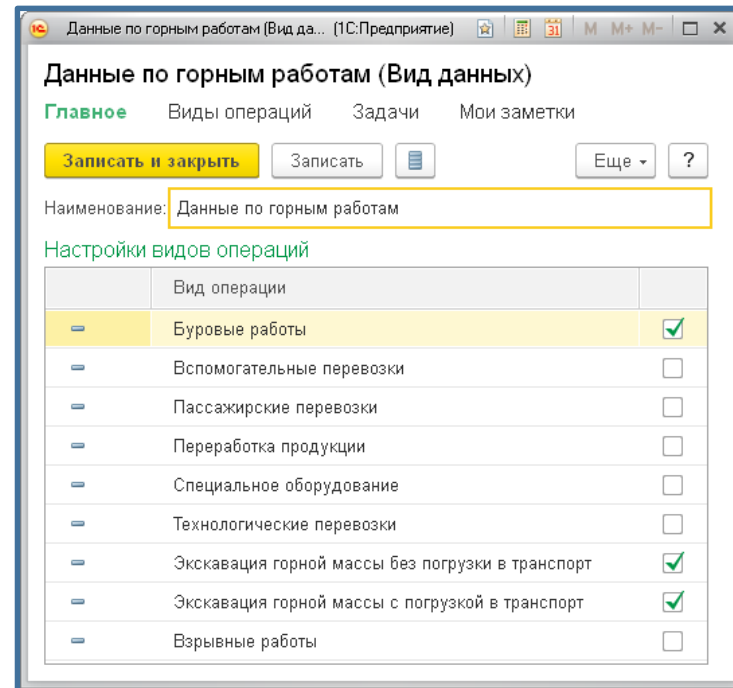 1С Данные по горным работам (Вид да... (1С:Предприятие) 31 M M+ M-
Данные по горным работам (Вид данных)
Главное Виды операций Задачи Мои заметки
Записать и закрыть Записать Еще ?
Наименование: Данные по горным работам
Настройки видов операций
Вид операции
Буровые работы
Вспомогательные перевозки
Пассажирские перевозки
Переработка продукции
Специальное оборудование
Технологические перевозки
Экскавация горной массы без погрузки в транспорт
Экскавация горной массы с погрузкой в транспорт
Взрывные работы